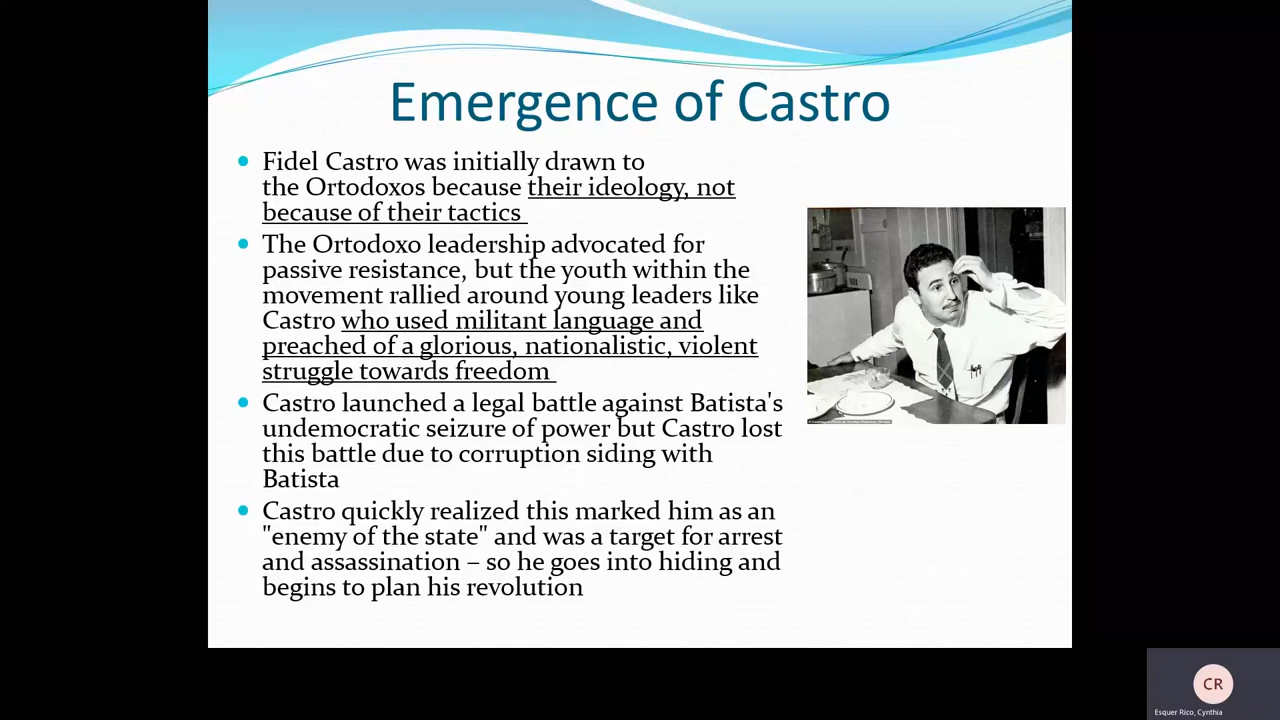 Emergence of Castro
Fidel Castro was initially drawn to
the Ortodoxos because their ideology, not
because of their tactics
The Ortodoxo leadership advocated for
passive resistance, but the youth within the
movement rallied around young leaders like
Castro who used militant language and
preached of a glorious, nationalistic, violent
struggle towards freedom
Castro launched a legal battle against Batista's
undemocratic seizure of power but Castro lost
this battle due to corruption siding with
Batista
Castro quickly realized this marked him as an
"enemy of the state" and was a target for arrest
and assassination – so he goes into hiding and
begins to plan his revolution
CR
Esquer Rico, Cynthia